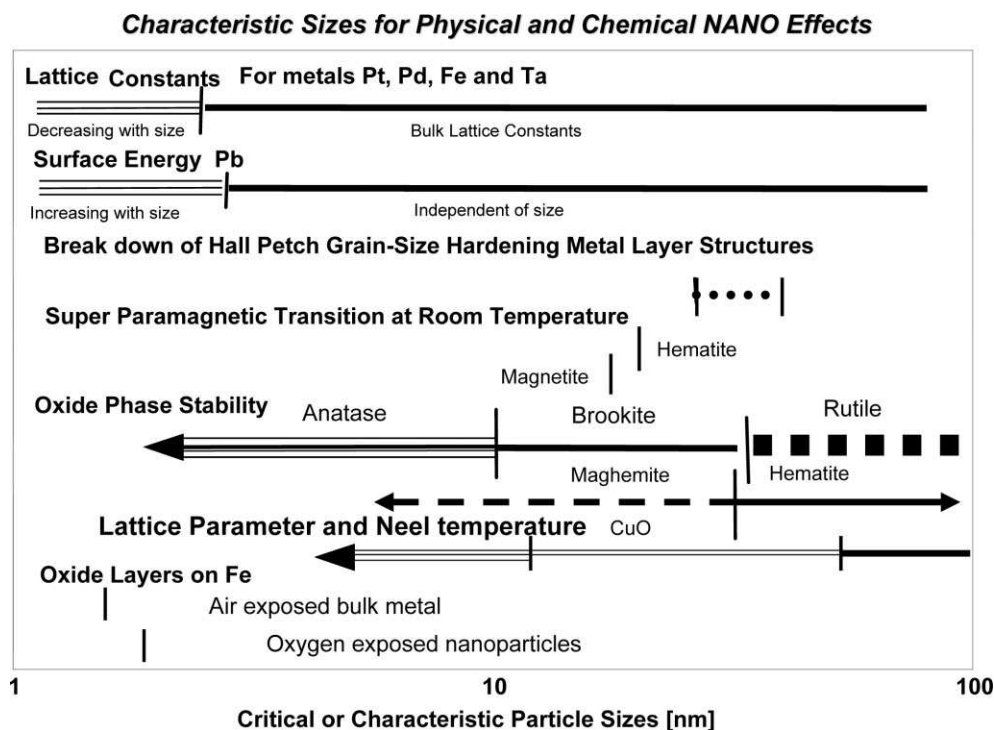 Characteristic Sizes for Physical and Chemical NANO Effects
Lattice Constants For metals Pt, Pd, Fe and Ta
Decreasing with size Bulk Lattice Constants
Surface Energy Pb
Increasing with size Independent of size
Break down of Hall Petch Grain-Size Hardening Metal Layer Structures
Super Paramagnetic Transition at Room Temperature
Hematite
Magnetite
Oxide Phase Stability Anatase Brookite Rutile
Maghemite Hematite
Lattice Parameter and Neel temperature CuO
Oxide Layers on Fe
Air exposed bulk metal
Oxygen exposed nanoparticles
1 10 100
Critical or Characteristic Particle Sizes [nm]